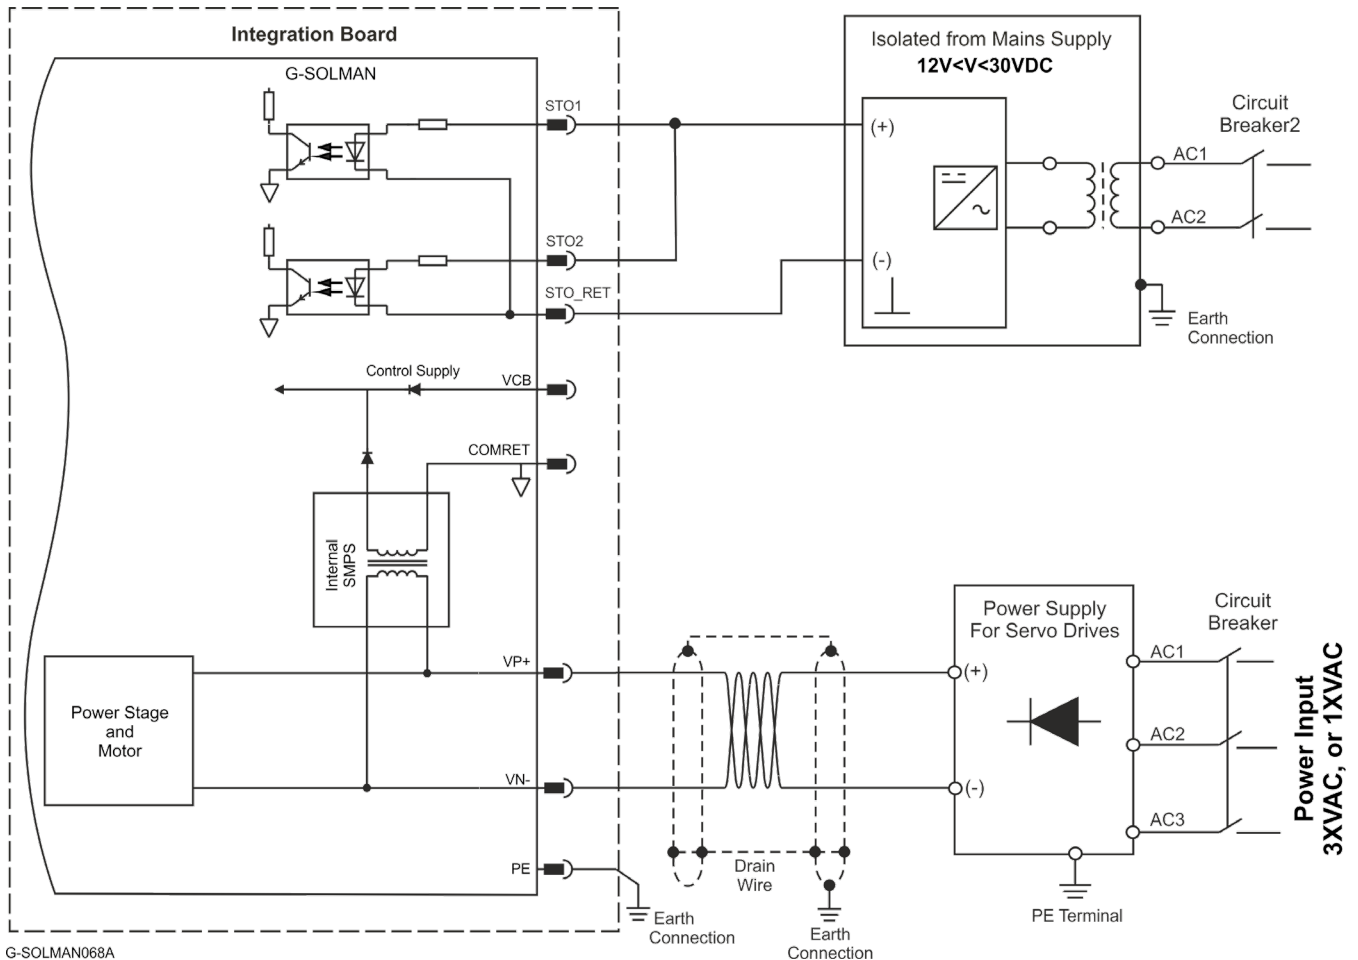 Integration Board
G-SOLMAN
STO1
STO2
STO_RET
Control Supply
VCB
COMRET
Internal
SMPS
VP+
Power Stage
and
Motor
VN-
PE
Earth
Connection
Isolated from Mains Supply
12V<V<30VDC
(+)
(-)
AC1
AC2
Circuit
Breaker2
Earth
Connection
Drain
Wire
Earth
Connection
Power Supply
For Servo Drives
(+)
(-)
AC1
AC2
AC3
Circuit
Breaker
PE Terminal
Power Input
3XVAC, or 1XVAC
G-SOLMAN068A